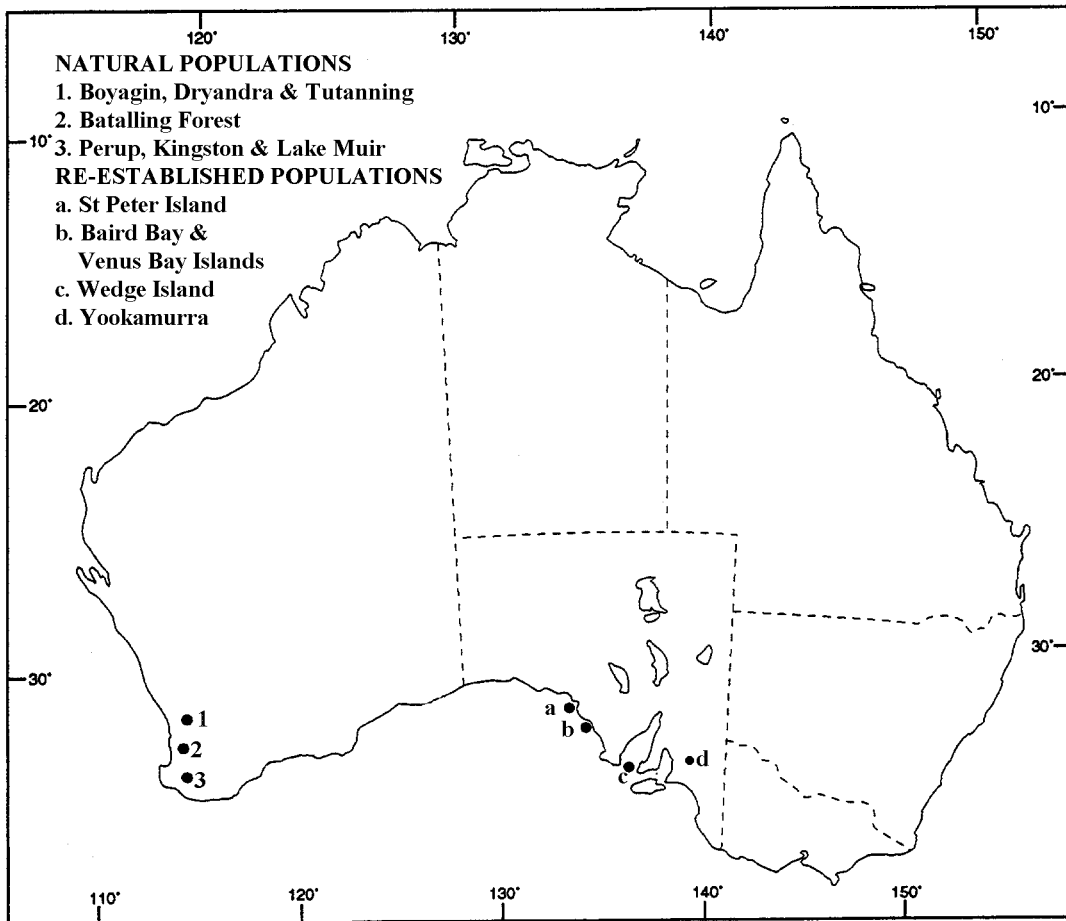 120° 130° 140° 150°
NATURAL POPULATIONS
1. Boyagin, Dryandra & Tutanning
2. Batalling Forest
3. Perup, Kingston & Lake Muir
RE-ESTABLISHED POPULATIONS
a. St Peter Island
b. Baird Bay &
Venus Bay Islands
c. Wedge Island
d. Yookamurra
10° 10°
20° 20°
30° 30°
1
2
3
a
b
c
d
110° 120° 130° 140° 150°